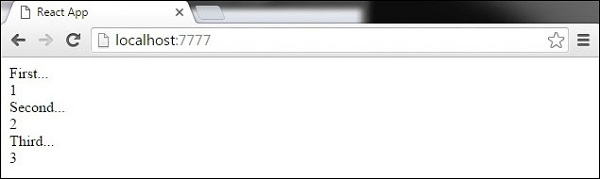 React App
localhost:7777
First...
1
Second...
2
Third...
3